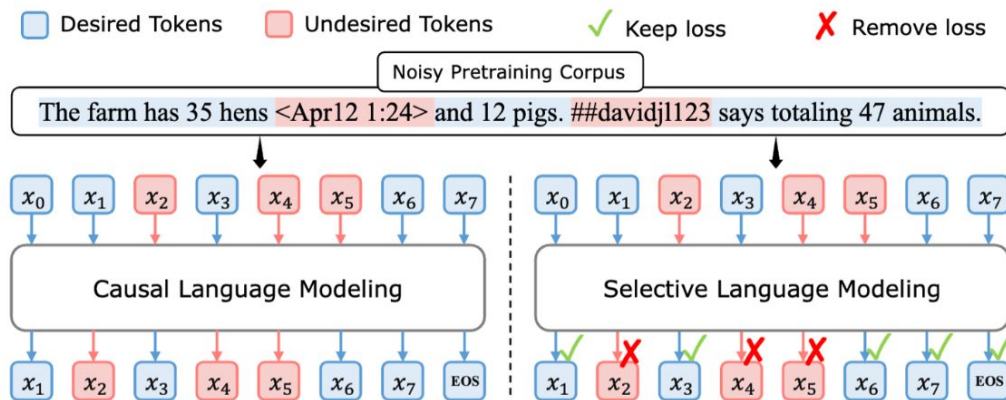 Desired Tokens Undesired Tokens Keep loss Remove loss
Noisy Pretraining Corpus
The farm has 35 hens <Apr12 1:24> and 12 pigs. ##davidjl123 says totaling 47 animals.
x₀ x₁ x₂ x₃ x₄ x₅ x₆ x₇ x₀ x₁ x₂ x₃ x₄ x₅ x₆ x₇
Causal Language Modeling Selective Language Modeling
x₁ x₂ x₃ x₄ x₅ x₆ x₇ EOS x₁ x₂ x₃ x₄ x₅ x₆ x₇ EOS